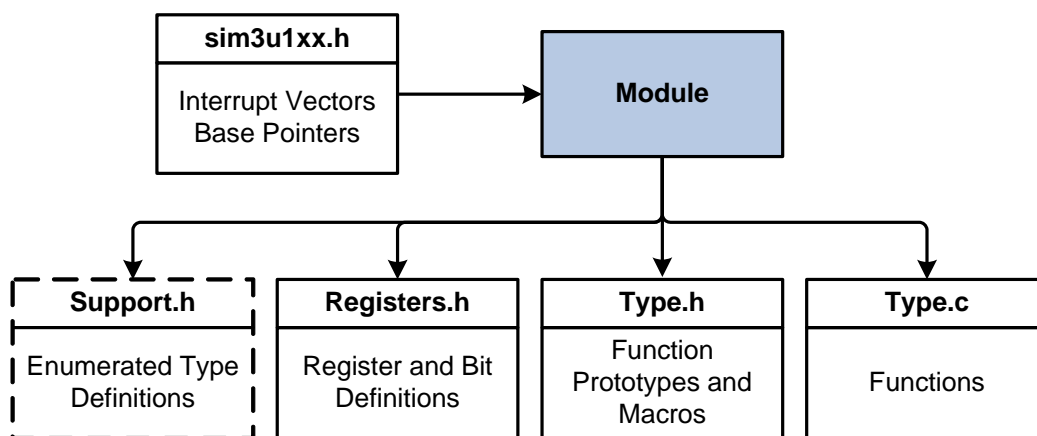 sim3u1xx.h
Interrupt Vectors
Base Pointers
Module
Support.h
Enumerated Type
Definitions
Registers.h
Register and Bit
Definitions
Type.h
Function
Prototypes and
Macros
Type.c
Functions